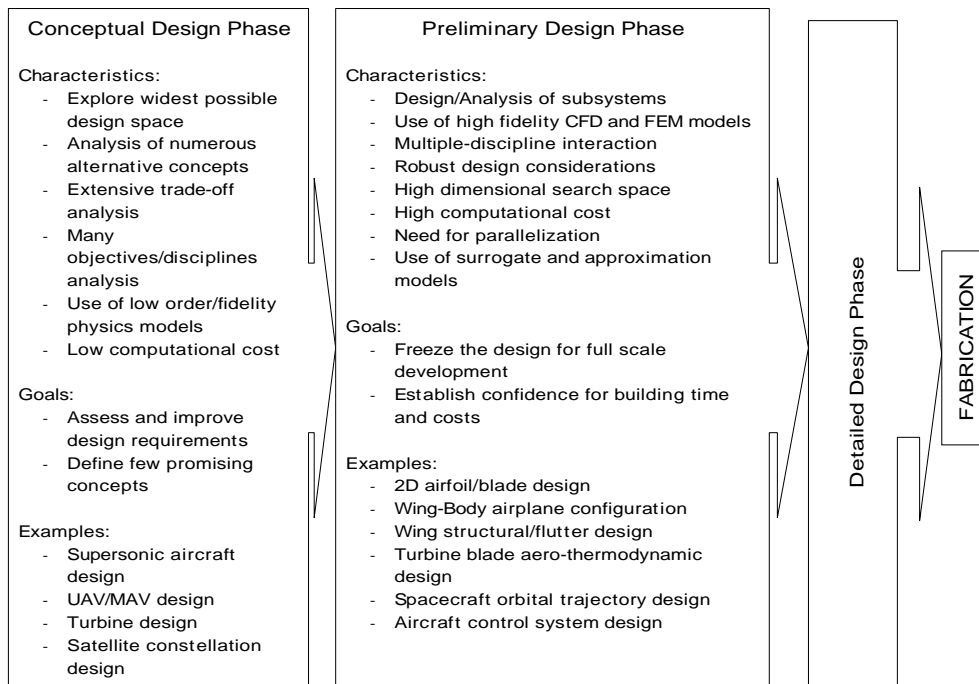 Conceptual Design Phase
Characteristics:
- Explore widest possible
design space
- Analysis of numerous
alternative concepts
- Extensive trade-off
analysis
- Many
objectives/disciplines
analysis
- Use of low order/fidelity
physics models
- Low computational cost
Goals:
- Assess and improve
design requirements
- Define few promising
concepts
Examples:
- Supersonic aircraft
design
- UAV/MAV design
- Turbine design
- Satellite constellation
design
Preliminary Design Phase
Characteristics:
- Design/Analysis of subsystems
- Use of high fidelity CFD and FEM models
- Multiple-discipline interaction
- Robust design considerations
- High dimensional search space
- High computational cost
- Need for parallelization
- Use of surrogate and approximation
models
Goals:
- Freeze the design for full scale
development
- Establish confidence for building time
and costs
Examples:
- 2D airfoil/blade design
- Wing-Body airplane configuration
- Wing structural/flutter design
- Turbine blade aero-thermodynamic
design
- Spacecraft orbital trajectory design
- Aircraft control system design
Detailed Design Phase
FABRICATION